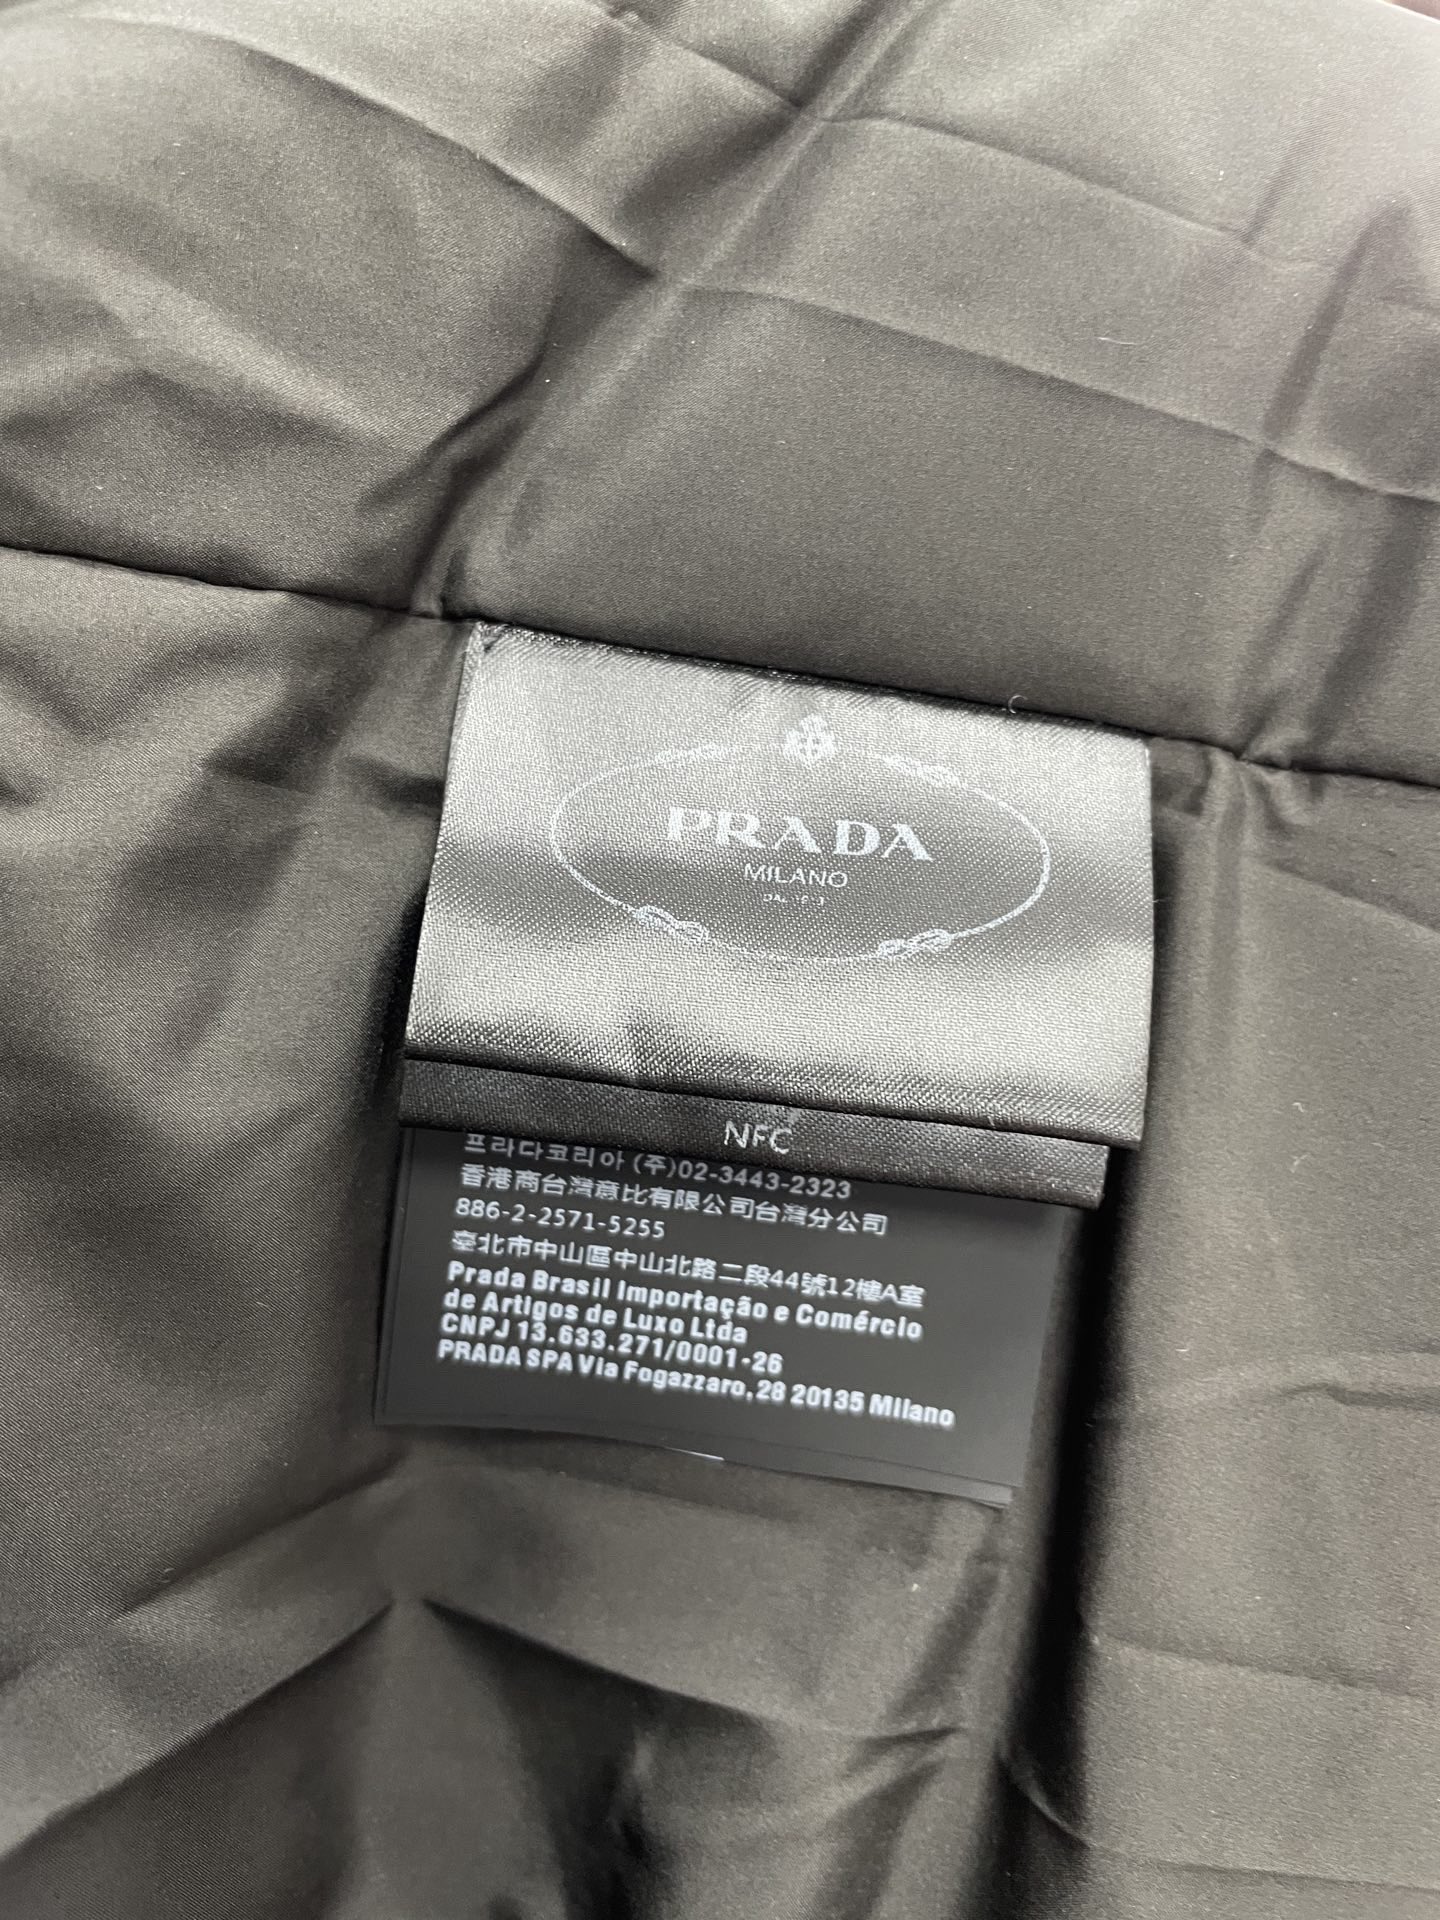 PRADA
MILANO
NFC
프라다코리아 (주)02-3443-2323
香港商台灣意比有限公司台灣分公司
886-2-2571-5255
臺北市中山區中山北路二段44號12樓A室
Prada Brasil Importação e Comércio
de Artigos de Luxo Ltda
CNPJ 13.633.271/0001-26
PRADA SPA Via Fogazzaro, 28 20135 Milano